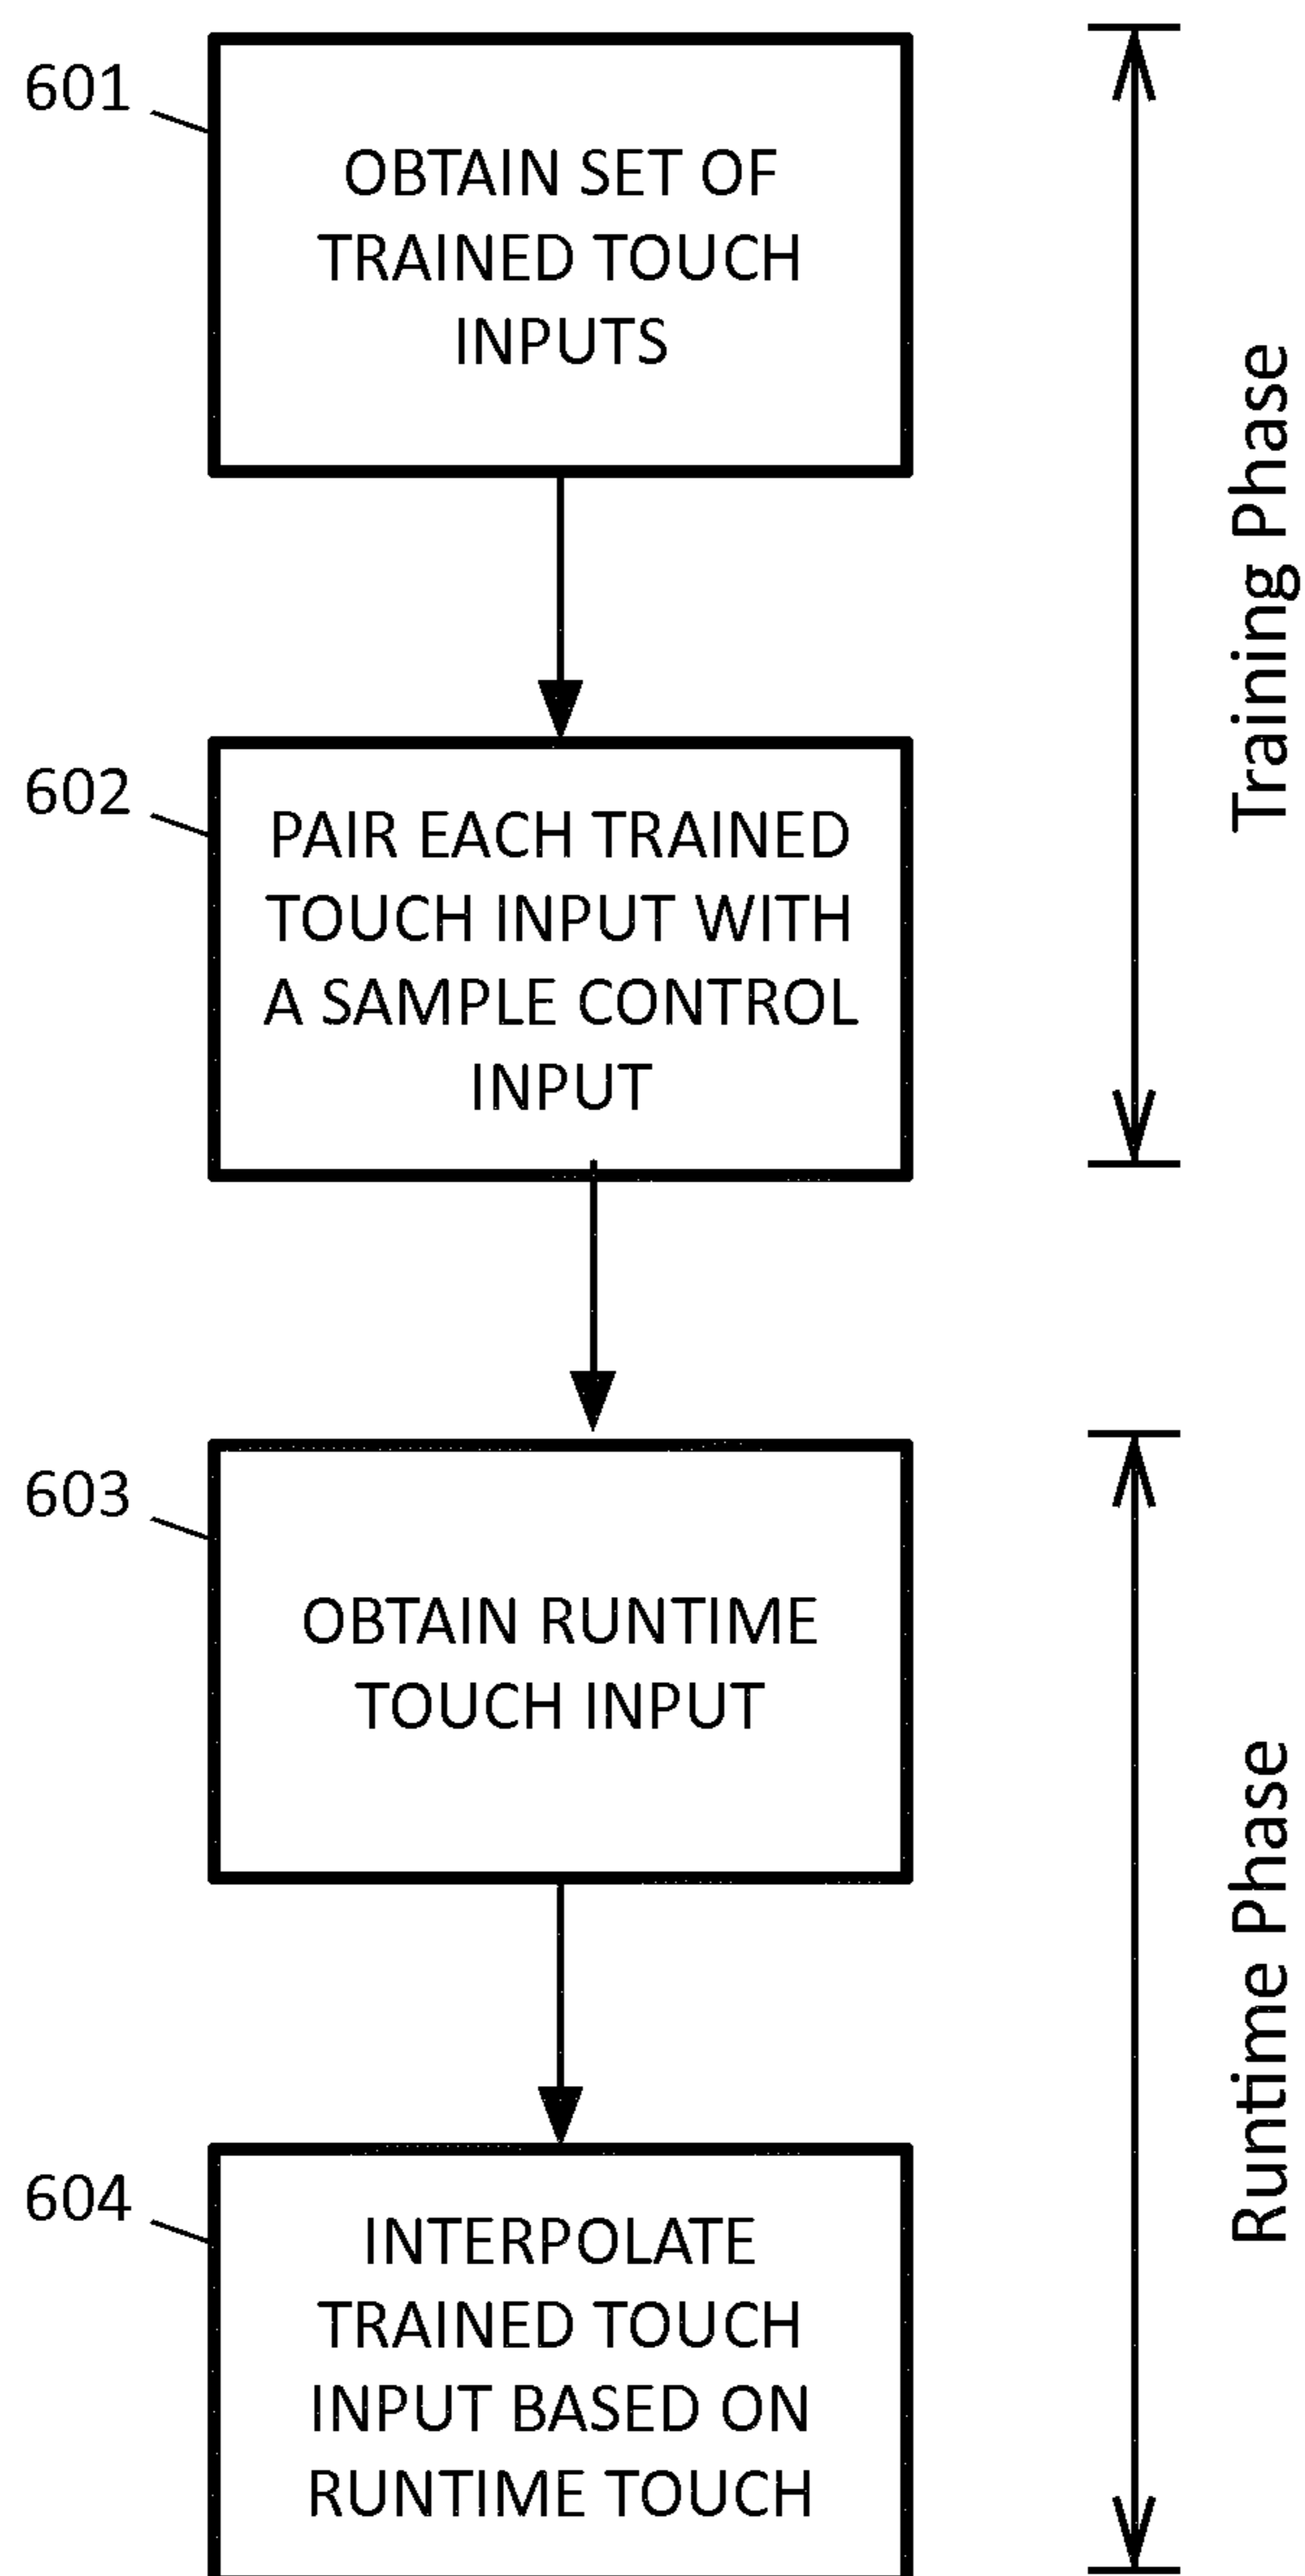 601
OBTAIN SET OF
TRAINED TOUCH
INPUTS
602
PAIR EACH TRAINED
TOUCH INPUT WITH
A SAMPLE CONTROL
INPUT
Training Phase
603
OBTAIN RUNTIME
TOUCH INPUT
604
INTERPOLATE
TRAINED TOUCH
INPUT BASED ON
RUNTIME TOUCH
Runtime Phase